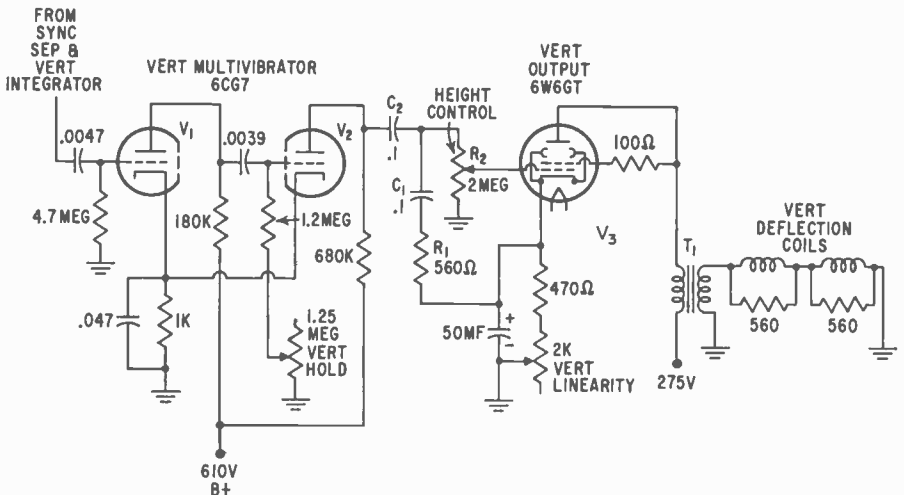 FROM
SYNC
SEP &
VERT
INTEGRATOR
VERT MULTIVIBRATOR
6CG7
VERT
OUTPUT
6W6GT
HEIGHT
CONTROL
.0047
V1
.0039
V2
C2
.1
R2
2MEG
100Ω
4.7 MEG
180K
1.2MEG
680K
C1
.1
R1
560Ω
V3
T1
VERT
DEFLECTION
COILS
470Ω
560
560
.047
1K
1.25
MEG
VERT
HOLD
50MF
+
-
2K
VERT
LINEARITY
275V
610V
B+